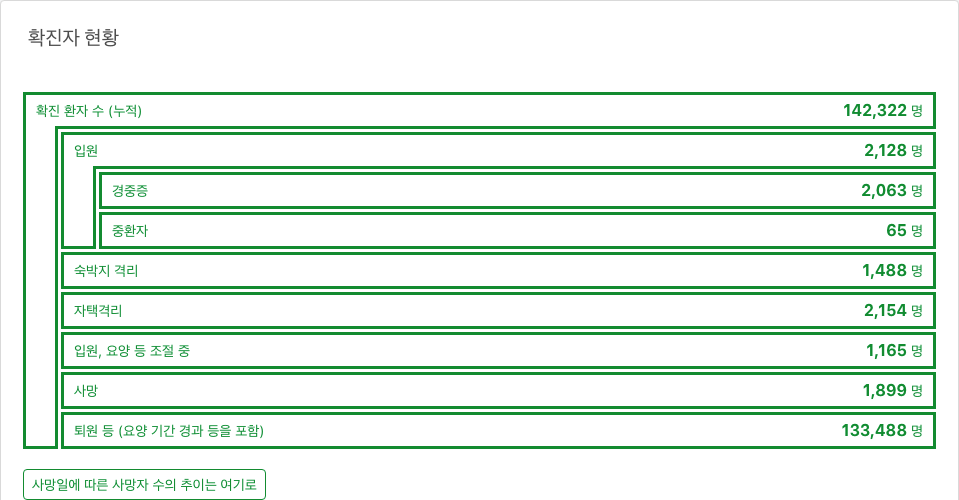 확진자 현황
확진 환자 수 (누적) 142,322 명
입원 2,128 명
경중증 2,063 명
중환자 65 명
숙박지 격리 1,488 명
자택격리 2,154 명
입원, 요양 등 조절 중 1,165 명
사망 1,899 명
퇴원 등 (요양 기간 경과 등을 포함) 133,488 명
사망일에 따른 사망자 수의 추이는 여기로